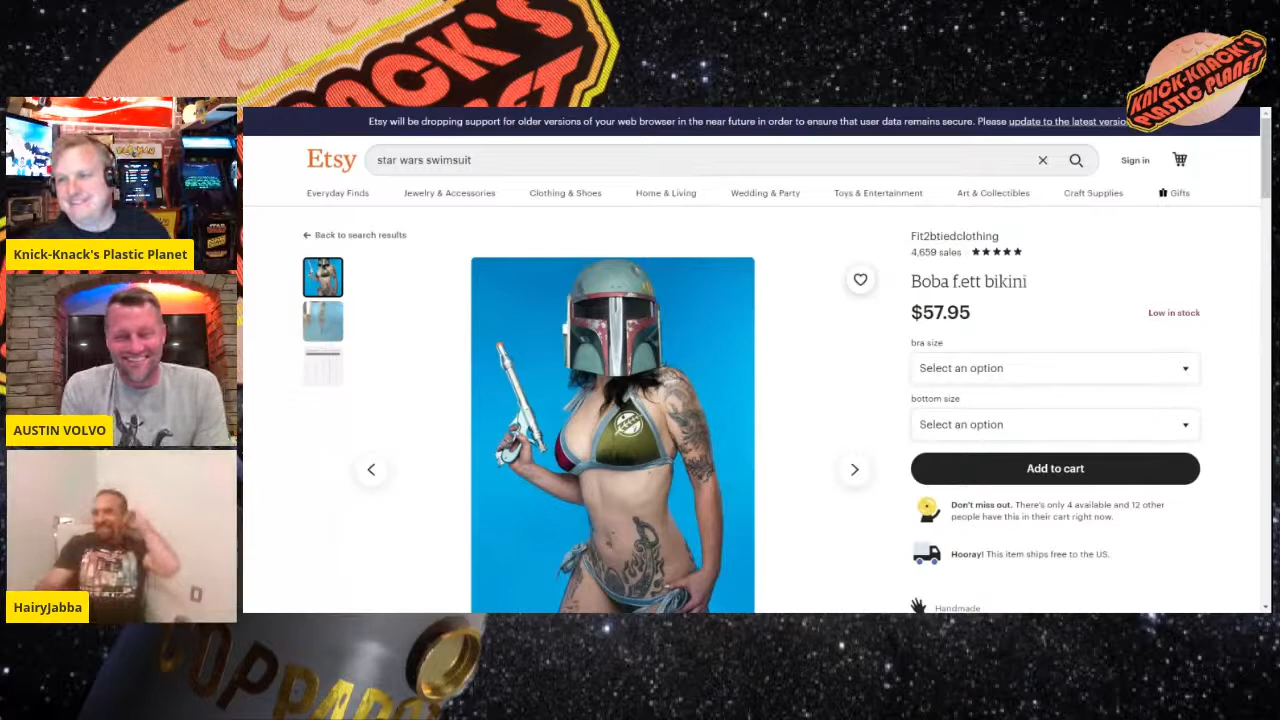 NOCK'S
KNICK-KNACK'S
PLASTIC PLANET
Etsy will be dropping support for older versions of your web browser in the near future in order to ensure that user data remains secure. Please update to the latest versio
Etsy
star wars swimsuit
Sign in
Everyday Finds
Jewelry & Accessories
Clothing & Shoes
Home & Living
Wedding & Party
Toys & Entertainment
Art & Collectibles
Craft Supplies
Gifts
Back to search results
Fit2btiedclothing
4,659 sales
Boba f.ett bikini
$57.95
Low in stock
bra size
Select an option
bottom size
Select an option
Add to cart
Don't miss out. There's only 4 available and 12 other
people have this in their cart right now.
Hooray! This item ships free to the US.
Handmade
Knick-Knack's Plastic Planet
AUSTIN VOLVO
HairyJabba